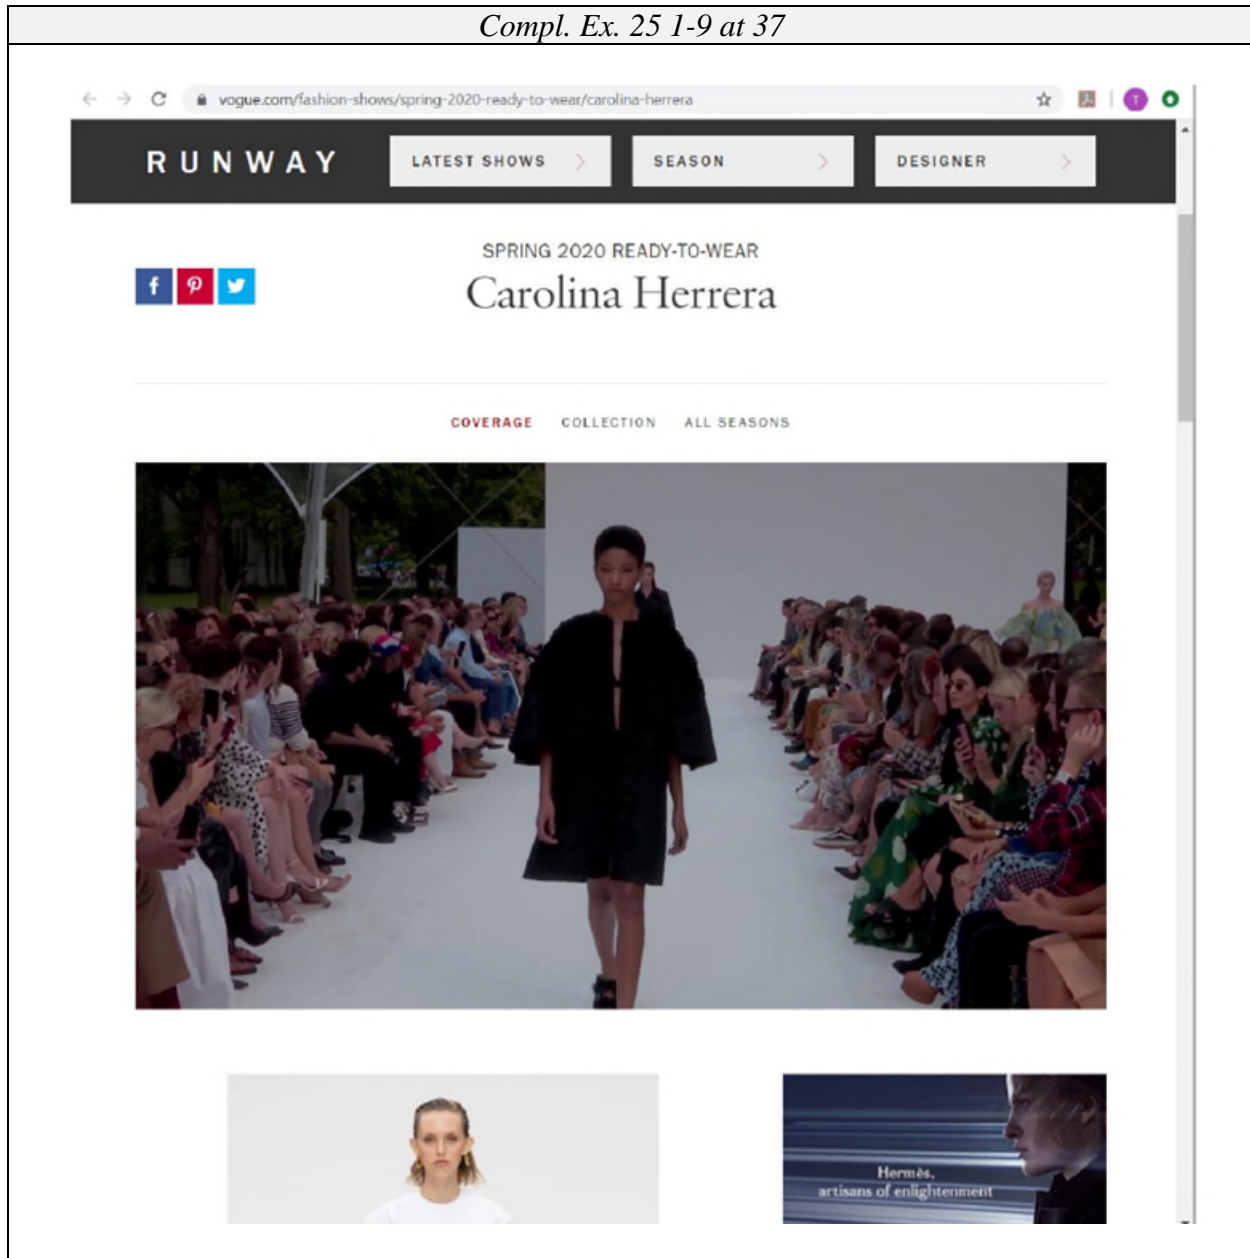 Compl. Ex. 25 1-9 at 37
vogue.com/fashion-shows/spring-2020-ready-to-wear/carolina-herrera
T
RUNWAY
LATEST SHOWS
SEASON
DESIGNER
SPRING 2020 READY-TO-WEAR
Carolina Herrera
COVERAGE COLLECTION ALL SEASONS
Hermès,
artisans of enlightenment